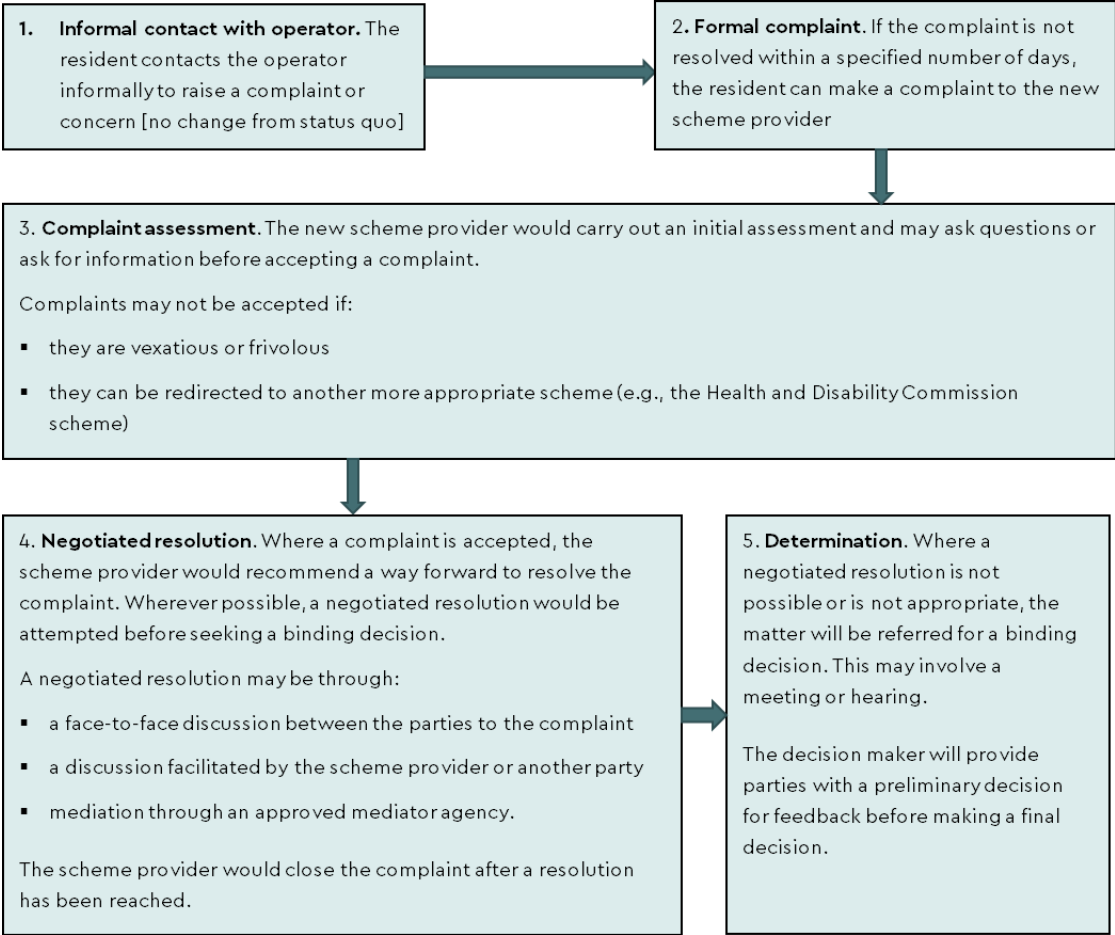 1. Informal contact with operator. The
resident contacts the operator
informally to raise a complaint or
concern [no change from status quo]
2. Formal complaint. If the complaint is not
resolved within a specified number of days,
the resident can make a complaint to the new
scheme provider
3. Complaint assessment. The new scheme provider would carry out an initial assessment and may ask questions or
ask for information before accepting a complaint.
Complaints may not be accepted if:
▪ they are vexatious or frivolous
▪ they can be redirected to another more appropriate scheme (e.g., the Health and Disability Commission
scheme)
4. Negotiated resolution. Where a complaint is accepted, the
scheme provider would recommend a way forward to resolve the
complaint. Wherever possible, a negotiated resolution would be
attempted before seeking a binding decision.
A negotiated resolution may be through:
▪ a face-to-face discussion between the parties to the complaint
▪ a discussion facilitated by the scheme provider or another party
▪ mediation through an approved mediator agency.
The scheme provider would close the complaint after a resolution
has been reached.
5. Determination. Where a
negotiated resolution is not
possible or is not appropriate, the
matter will be referred for a binding
decision. This may involve a
meeting or hearing.
The decision maker will provide
parties with a preliminary decision
for feedback before making a final
decision.